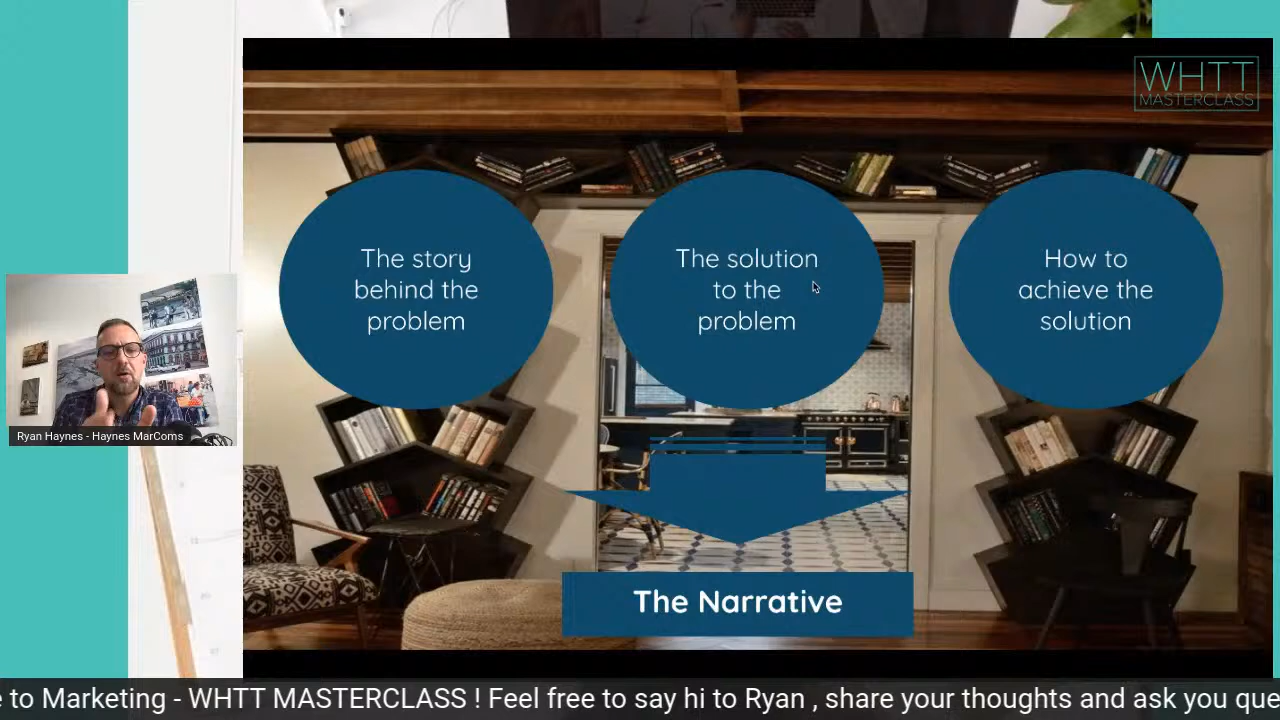 WHTT
MASTERCLASS
The story
behind the
problem
The solution
to the
problem
How to
achieve the
solution
Ryan Haynes - Haynes MarComs
The Narrative
e to Marketing - WHTT MASTERCLASS ! Feel free to say hi to Ryan , share your thoughts and ask you que